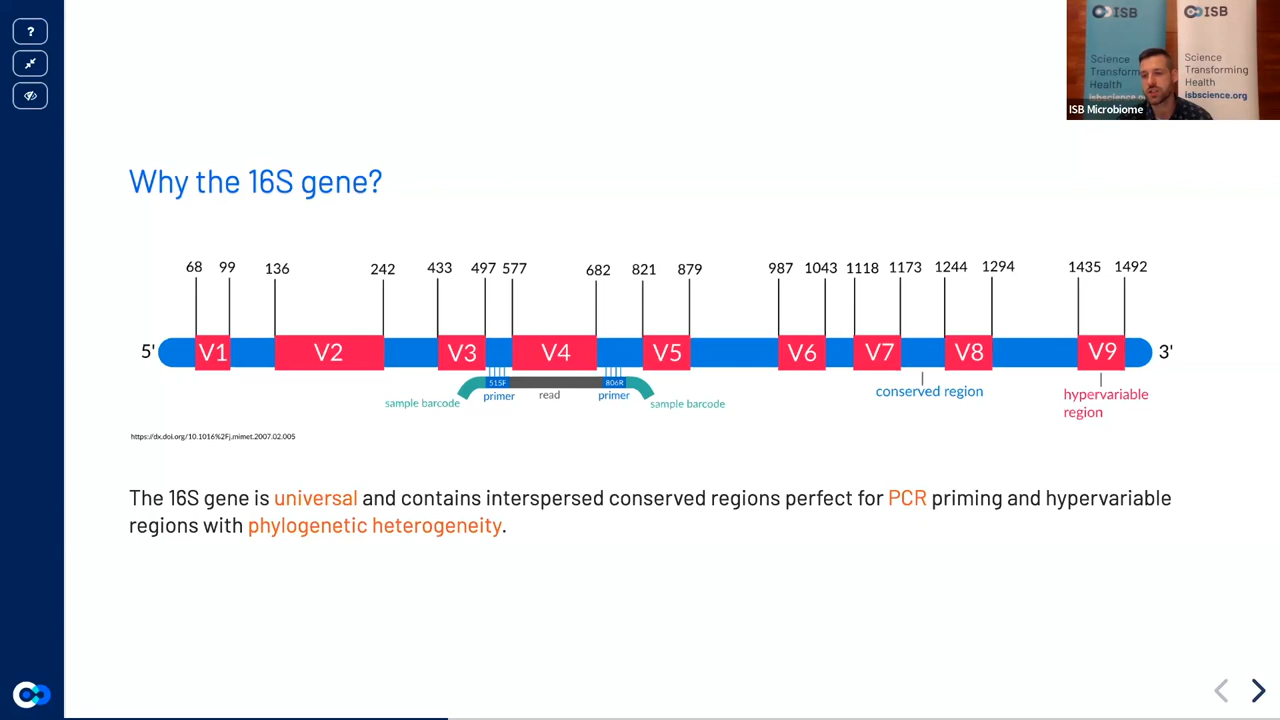 ?
ISB
ISB
Science
Transform
Health
isbscience.o
Science
Transforming
Health
isbscience.org
ISB Microbiome
Why the 16S gene?
68 99 136 242 433 497 577 682 821 879 987 1043 1118 1173 1244 1294 1435 1492
5' V1 V2 V3 V4 V5 V6 V7 V8 V9 3'
515F 806R
sample barcode primer read primer sample barcode
conserved region
hypervariable
region
https://dx.doi.org/10.1016%2Fj.mimet.2007.02.005
The 16S gene is universal and contains interspersed conserved regions perfect for PCR priming and hypervariable
regions with phylogenetic heterogeneity.